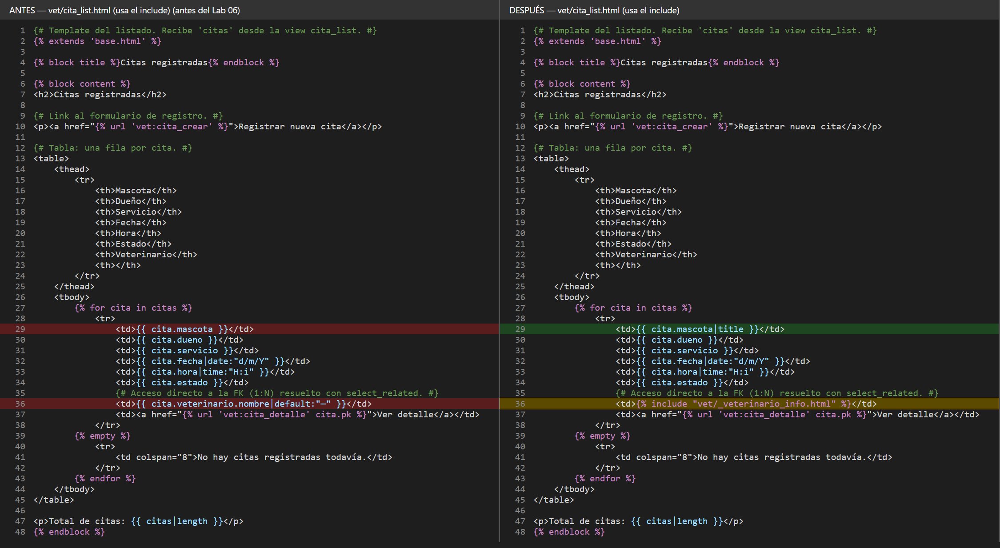 ANTES — vet/cita_list.html (usa el include) (antes del Lab 06)
1 {# Template del listado. Recibe 'citas' desde la view cita_list. #}
2 {% extends 'base.html' %}
3
4 {% block title %}Citas registradas{% endblock %}
5
6 {% block content %}
7 <h2>Citas registradas</h2>
8
9 {# Link al formulario de registro. #}
10 <p><a href="{% url 'vet:cita_crear' %}">Registrar nueva cita</a></p>
11
12 {# Tabla: una fila por cita. #}
13 <table>
14     <thead>
15         <tr>
16             <th>Mascota</th>
17             <th>Dueño</th>
18             <th>Servicio</th>
19             <th>Fecha</th>
20             <th>Hora</th>
21             <th>Estado</th>
22             <th>Veterinario</th>
23             <th></th>
24         </tr>
25     </thead>
26     <tbody>
27         {% for cita in citas %}
28             <tr>
29                 <td>{{ cita.mascota }}</td>
30                 <td>{{ cita.dueno }}</td>
31                 <td>{{ cita.servicio }}</td>
32                 <td>{{ cita.fecha|date:"d/m/Y" }}</td>
33                 <td>{{ cita.hora|time:"H:i" }}</td>
34                 <td>{{ cita.estado }}</td>
35                 {# Acceso directo a la FK (1:N) resuelto con select_related. #}
36                 <td>{{ cita.veterinario.nombre|default:"—" }}</td>
37                 <td><a href="{% url 'vet:cita_detalle' cita.pk %}">Ver detalle</a></td>
38             </tr>
39         {% empty %}
40             <tr>
41                 <td colspan="8">No hay citas registradas todavía.</td>
42             </tr>
43         {% endfor %}
44     </tbody>
45 </table>
46
47 <p>Total de citas: {{ citas|length }}</p>
48 {% endblock %}
DESPUÉS — vet/cita_list.html (usa el include)
1 {# Template del listado. Recibe 'citas' desde la view cita_list. #}
2 {% extends 'base.html' %}
3
4 {% block title %}Citas registradas{% endblock %}
5
6 {% block content %}
7 <h2>Citas registradas</h2>
8
9 {# Link al formulario de registro. #}
10 <p><a href="{% url 'vet:cita_crear' %}">Registrar nueva cita</a></p>
11
12 {# Tabla: una fila por cita. #}
13 <table>
14     <thead>
15         <tr>
16             <th>Mascota</th>
17             <th>Dueño</th>
18             <th>Servicio</th>
19             <th>Fecha</th>
20             <th>Hora</th>
21             <th>Estado</th>
22             <th>Veterinario</th>
23             <th></th>
24         </tr>
25     </thead>
26     <tbody>
27         {% for cita in citas %}
28             <tr>
29                 <td>{{ cita.mascota|title }}</td>
30                 <td>{{ cita.dueno }}</td>
31                 <td>{{ cita.servicio }}</td>
32                 <td>{{ cita.fecha|date:"d/m/Y" }}</td>
33                 <td>{{ cita.hora|time:"H:i" }}</td>
34                 <td>{{ cita.estado }}</td>
35                 {# Acceso directo a la FK (1:N) resuelto con select_related. #}
36                 <td>{% include "vet/_veterinario_info.html" %}</td>
37                 <td><a href="{% url 'vet:cita_detalle' cita.pk %}">Ver detalle</a></td>
38             </tr>
39         {% empty %}
40             <tr>
41                 <td colspan="8">No hay citas registradas todavía.</td>
42             </tr>
43         {% endfor %}
44     </tbody>
45 </table>
46
47 <p>Total de citas: {{ citas|length }}</p>
48 {% endblock %}